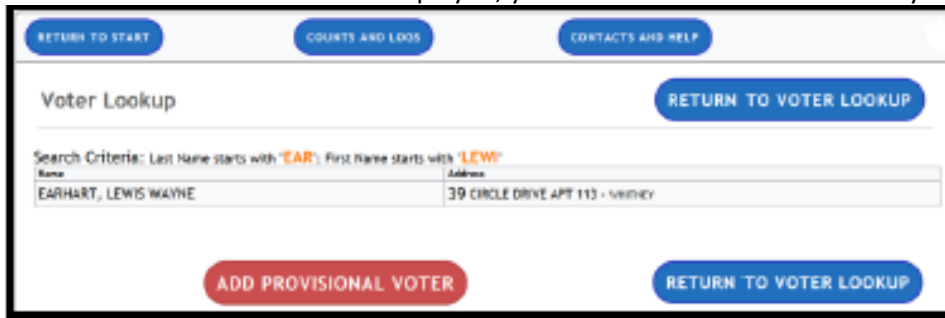 RETURN TO START COUNTS AND LOGS CONTACTS AND HELP
Voter Lookup RETURN TO VOTER LOOKUP
Search Criteria: Last Name starts with "EAR"; First Name starts with "LEWI"
Name Address
EARHART, LEWIS WAYNE 39 CIRCLE DRIVE APT 113 - WHITNEY
ADD PROVISIONAL VOTER RETURN TO VOTER LOOKUP